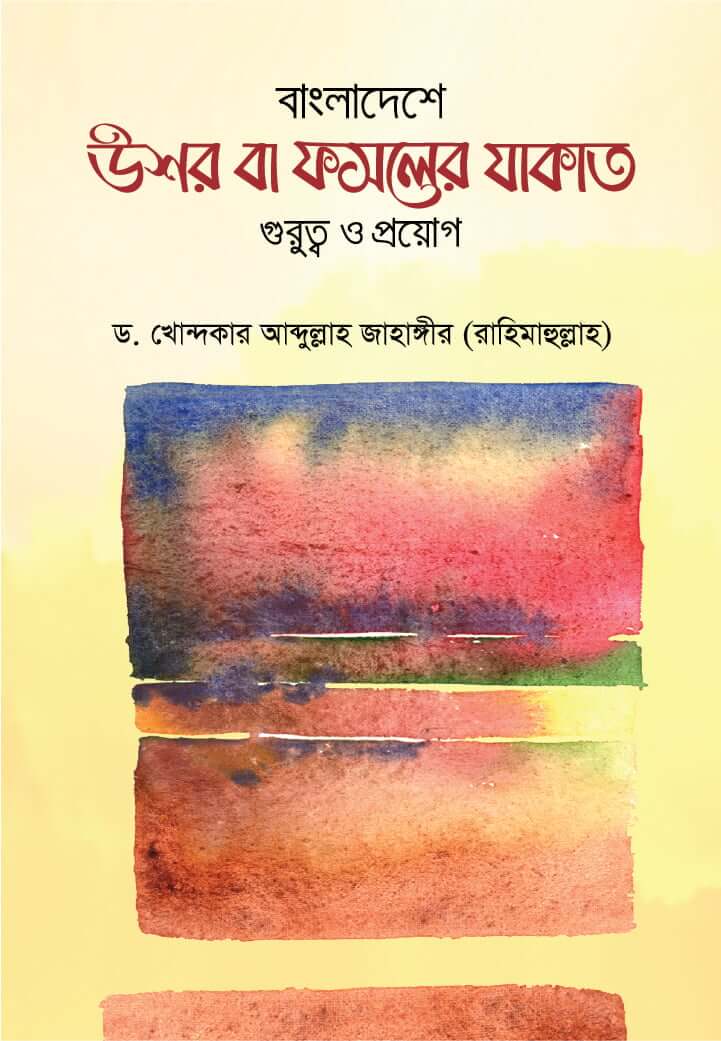 বাংলাদেশে
উশর বা ফসলের যাকাত
গুরুত্ব ও প্রয়োগ
ড. খোন্দকার আব্দুল্লাহ জাহাঙ্গীর (রাহিমাহুল্লাহ)